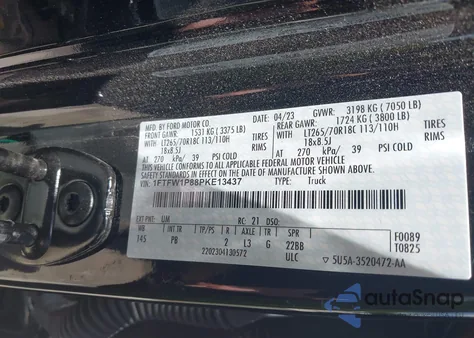 MFD. BY FORD MOTOR CO. 04/23 GVWR: 3198 KG ( 7050 LB)
FRONT GAWR: 1531 KG ( 3375 LB) REAR GAWR: 1724 KG ( 3800 LB)
WITH LT265/70R18C 113/110H WITH LT265/70R18C 113/110H
18x8.5J 18x8.5J
AT 270 kPa/ 39 PSI COLD AT 270 kPa/ 39 PSI COLD
THIS VEHICLE CONFORMS TO ALL APPLICABLE FEDERAL MOTOR VEHICLE
SAFETY STANDARDS IN EFFECT ON THE DATE OF MANUFACTURE SHOWN ABOVE.
VIN: 1FTFW1P88PKE13437 TYPE: Truck
EXT PNT: UM RC: 21 DSO:
WB INT TR TP/PS R AXLE TR SPR F0089
145 PB 2 L3 G 22BB T0825
2202304130572 ULC 5U5A-3520472-AA
autoSnap